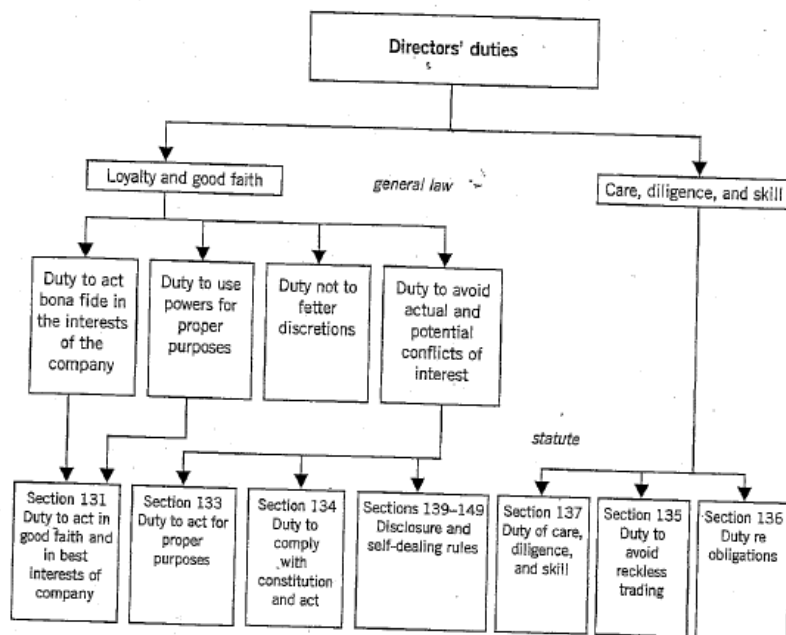 Directors' duties
Loyalty and good faith
general law
Care, diligence, and skill
Duty to act
bona fide in
the interests
of the
company
Duty to use
powers for
proper
purposes
Duty not to
fetter
discretions
Duty to avoid
actual and
potential
conflicts of
interest
statute
Section 131
Duty to act in
good faith and
in best
interests of
company
Section 133
Duty to act for
proper
purposes
Section 134
Duty to
comply
with
constitution
and act
Sections 139–149
Disclosure and
self-dealing rules
Section 137
Duty of care,
diligence,
and skill
Section 135
Duty to
avoid
reckless
trading
Section 136
Duty re
obligations